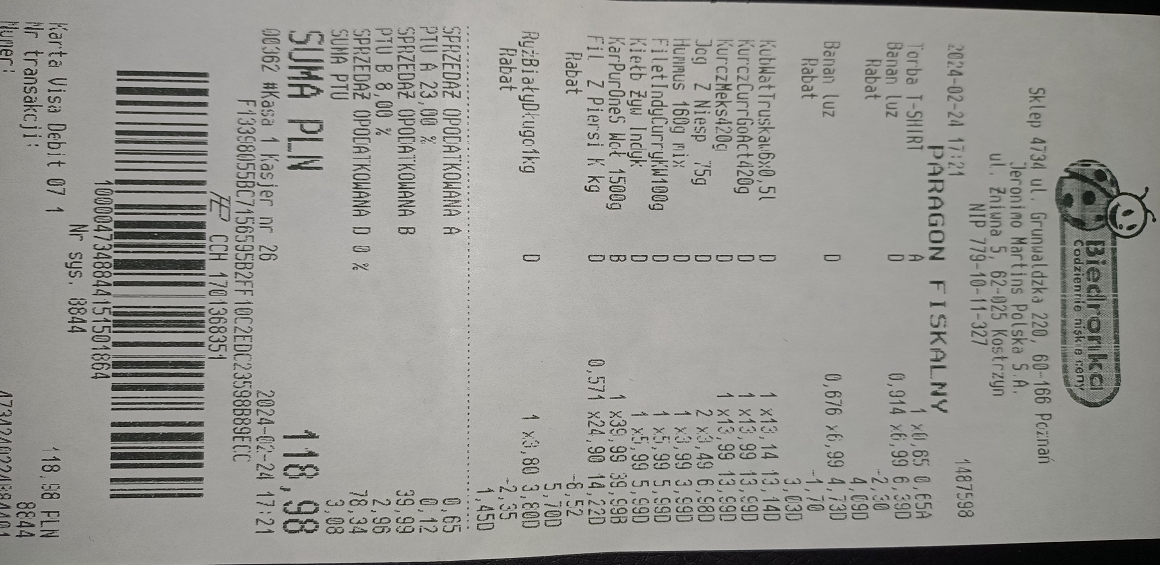 Biedronka
Codziennie niskie ceny
Sklep 4734 ul. Grunwaldzka 220, 60-166 Poznań
Jeronimo Martins Polska S.A.
ul. Żniwna 5, 62-025 Kostrzyn
NIP 779-10-11-327
2024-02-24 17:21 1487598
PARAGON FISKALNY
Torba T-SHIRT A 1 x0,65 0,65A
Banan luz D 0,914 x6,99 6,39D
Rabat -2,30
4,09D
Banan luz D 0,676 x6,99 4,73D
Rabat -1,70
3,03D
KubWatTruskaw6x0,5l D 1 x13,14 13,14D
KurczCurrGoAct420g D 1 x13,99 13,99D
KurczMeks420g D 1 x13,99 13,99D
Jog Z Niesp 75g D 2 x3,49 6,98D
Hummus 160g mix D 1 x3,99 3,99D
FiletIndyCurryKW100g D 1 x5,99 5,99D
Kiełb Żyw Indyk D 1 x5,99 5,99D
KarPurOneS Woł 1500g B 1 x39,99 39,99B
Fil Z Piersi K kg D 0,571 x24,90 14,22D
Rabat -8,52
5,70D
RyżBiałyDługo1kg D 1 x3,80 3,80D
Rabat -2,35
1,45D
SPRZEDAŻ OPODATKOWANA A 0,65
PTU A 23,00 % 0,12
SPRZEDAŻ OPODATKOWANA B 39,99
PTU B 8,00 % 2,96
SPRZEDAŻ OPODATKOWANA D 0 % 78,34
SUMA PTU 3,08
SUMA PLN 118,98
00362 #Kasa 1 Kasjer nr 26 2024-02-24 17:21
CCH 1701368351
1000047348844151501864
Nr sys. 8844
Karta Visa Debit 07 1 118,98 PLN
Nr transakcji: 8844
Numer: